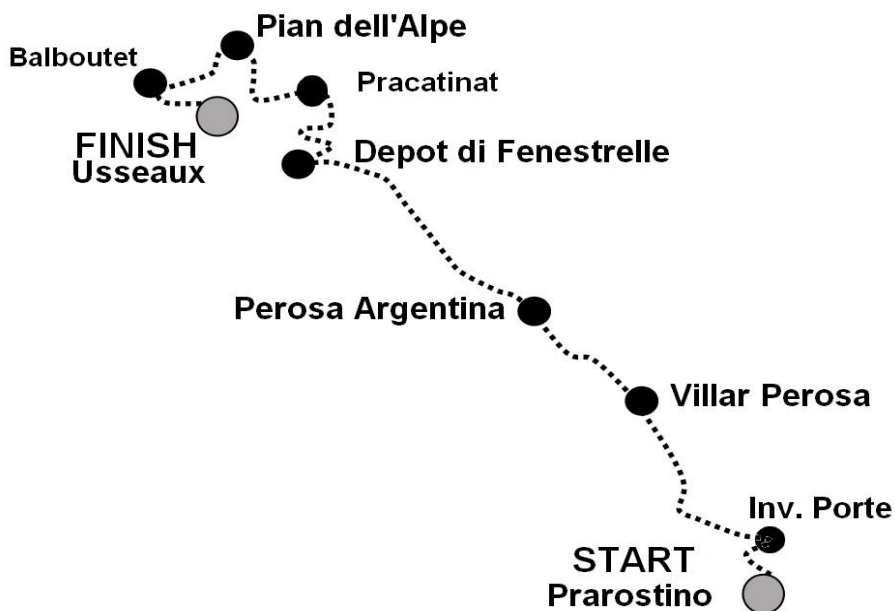 Pian dell'Alpe
Balboutet
Pracatinat
FINISH
Usseaux
Depot di Fenestrelle
Perosa Argentina
Villar Perosa
Inv. Porte
START
Prarostino